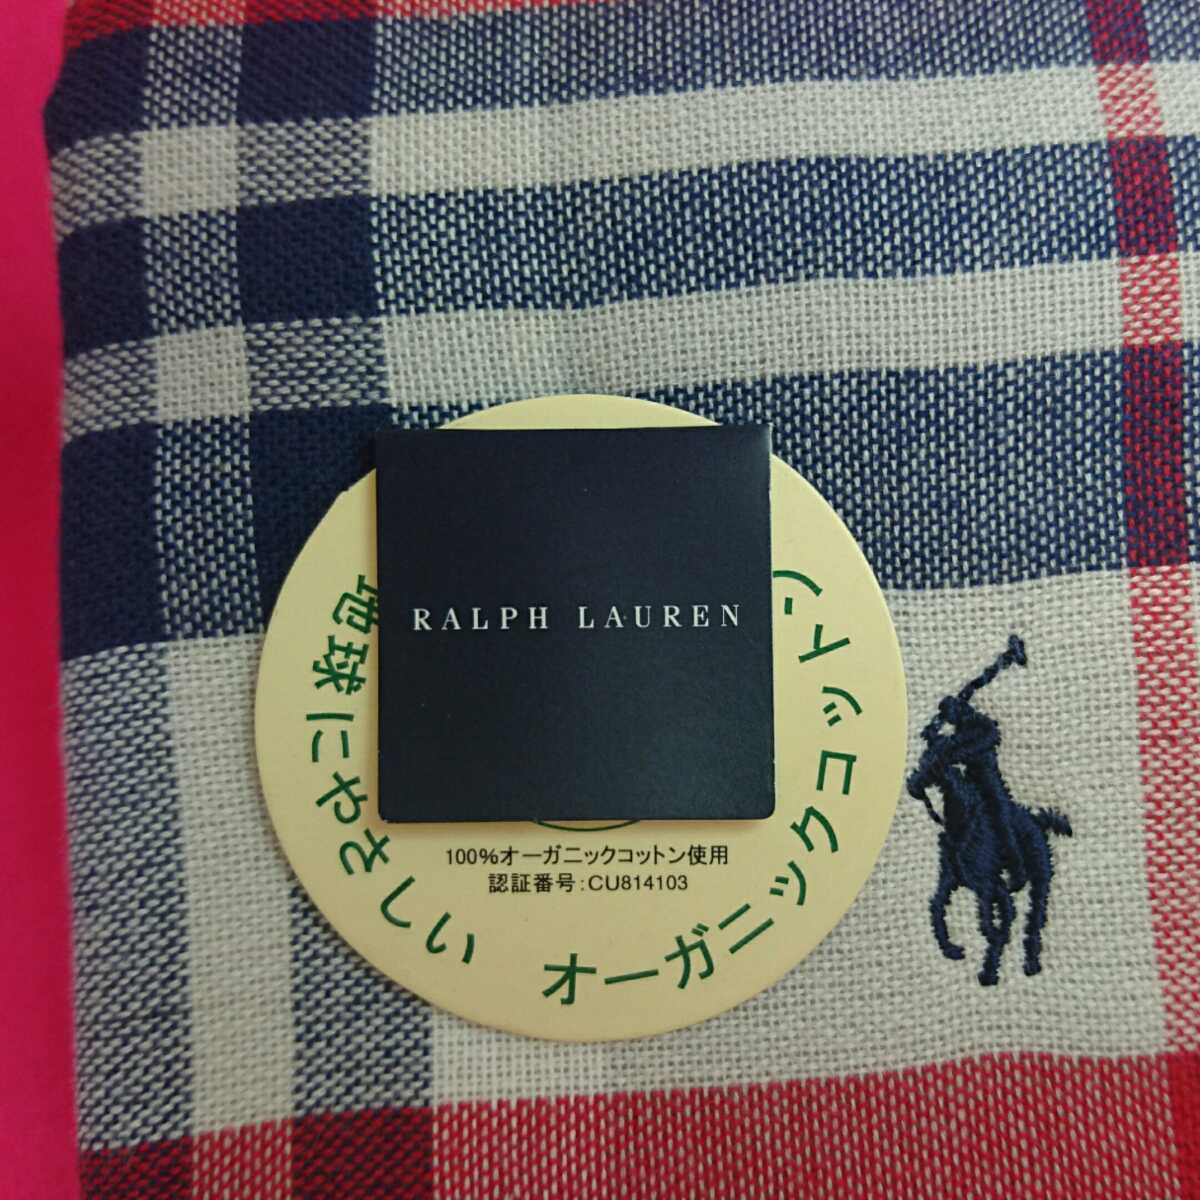 RALPH LAUREN
地球にやさしい オーガニックコットン
100%オーガニックコットン使用
認証番号:CU814103